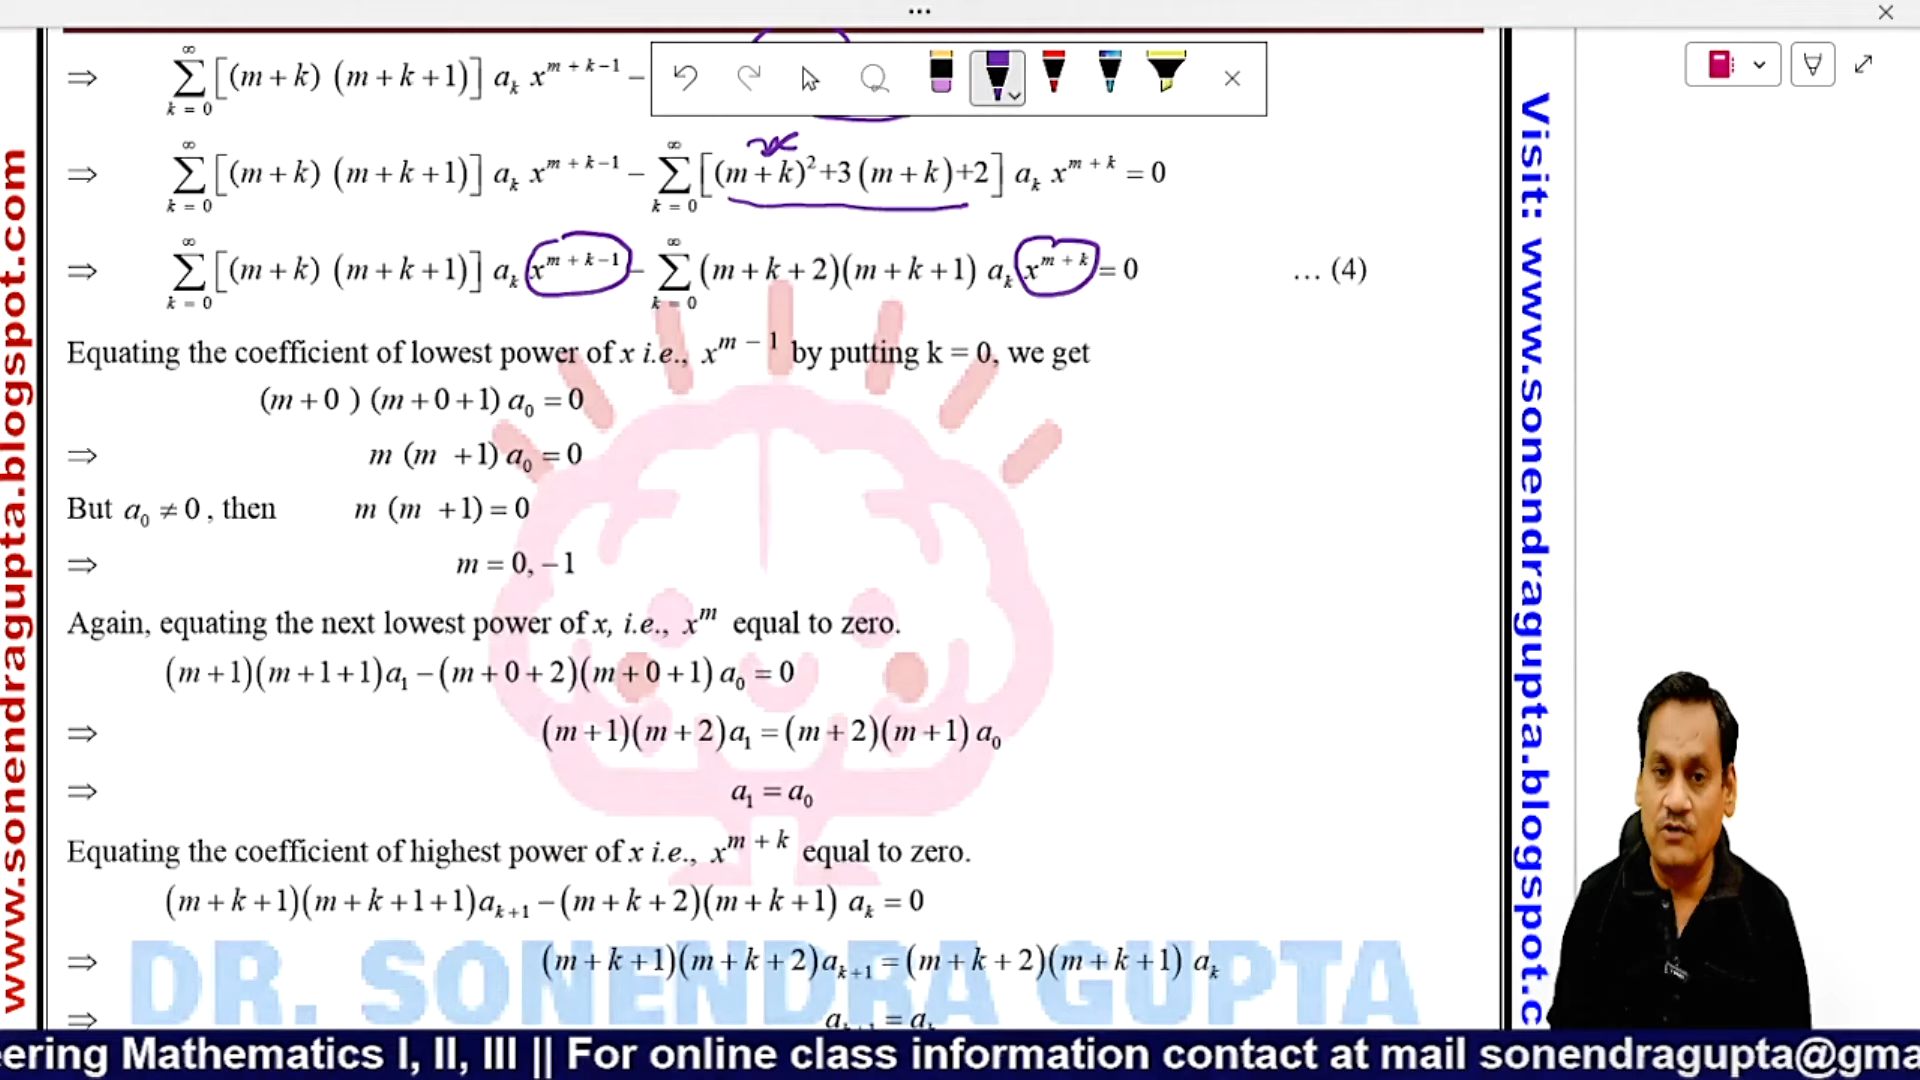 ⇒ ∑_{k = 0}^{∞} [(m + k) (m + k + 1)] a_k x^{m + k − 1} −
⇒ ∑_{k = 0}^{∞} [(m + k) (m + k + 1)] a_k x^{m + k − 1} − ∑_{k = 0}^{∞} [(m + k)² + 3 (m + k) + 2] a_k x^{m + k} = 0
⇒ ∑_{k = 0}^{∞} [(m + k) (m + k + 1)] a_k x^{m + k − 1} − ∑_{k = 0}^{∞} (m + k + 2)(m + k + 1) a_k x^{m + k} = 0 … (4)
Equating the coefficient of lowest power of x i.e., x^{m − 1} by putting k = 0, we get
(m + 0 ) (m + 0 + 1) a_0 = 0
⇒ m (m + 1) a_0 = 0
But a_0 ≠ 0 , then m (m + 1) = 0
⇒ m = 0, −1
Again, equating the next lowest power of x, i.e., x^m equal to zero.
(m + 1)(m + 1 + 1) a_1 − (m + 0 + 2)(m + 0 + 1) a_0 = 0
⇒ (m + 1)(m + 2) a_1 = (m + 2)(m + 1) a_0
⇒ a_1 = a_0
Equating the coefficient of highest power of x i.e., x^{m + k} equal to zero.
(m + k + 1)(m + k + 1 + 1) a_{k+1} − (m + k + 2)(m + k + 1) a_k = 0
⇒ (m + k + 1)(m + k + 2) a_{k+1} = (m + k + 2)(m + k + 1) a_k
DR. SONENDRA GUPTA
www.sonendragupta.blogspot.com
Visit: www.sonendragupta.blogspot.c
eering Mathematics I, II, III || For online class information contact at mail sonendragupta@gma